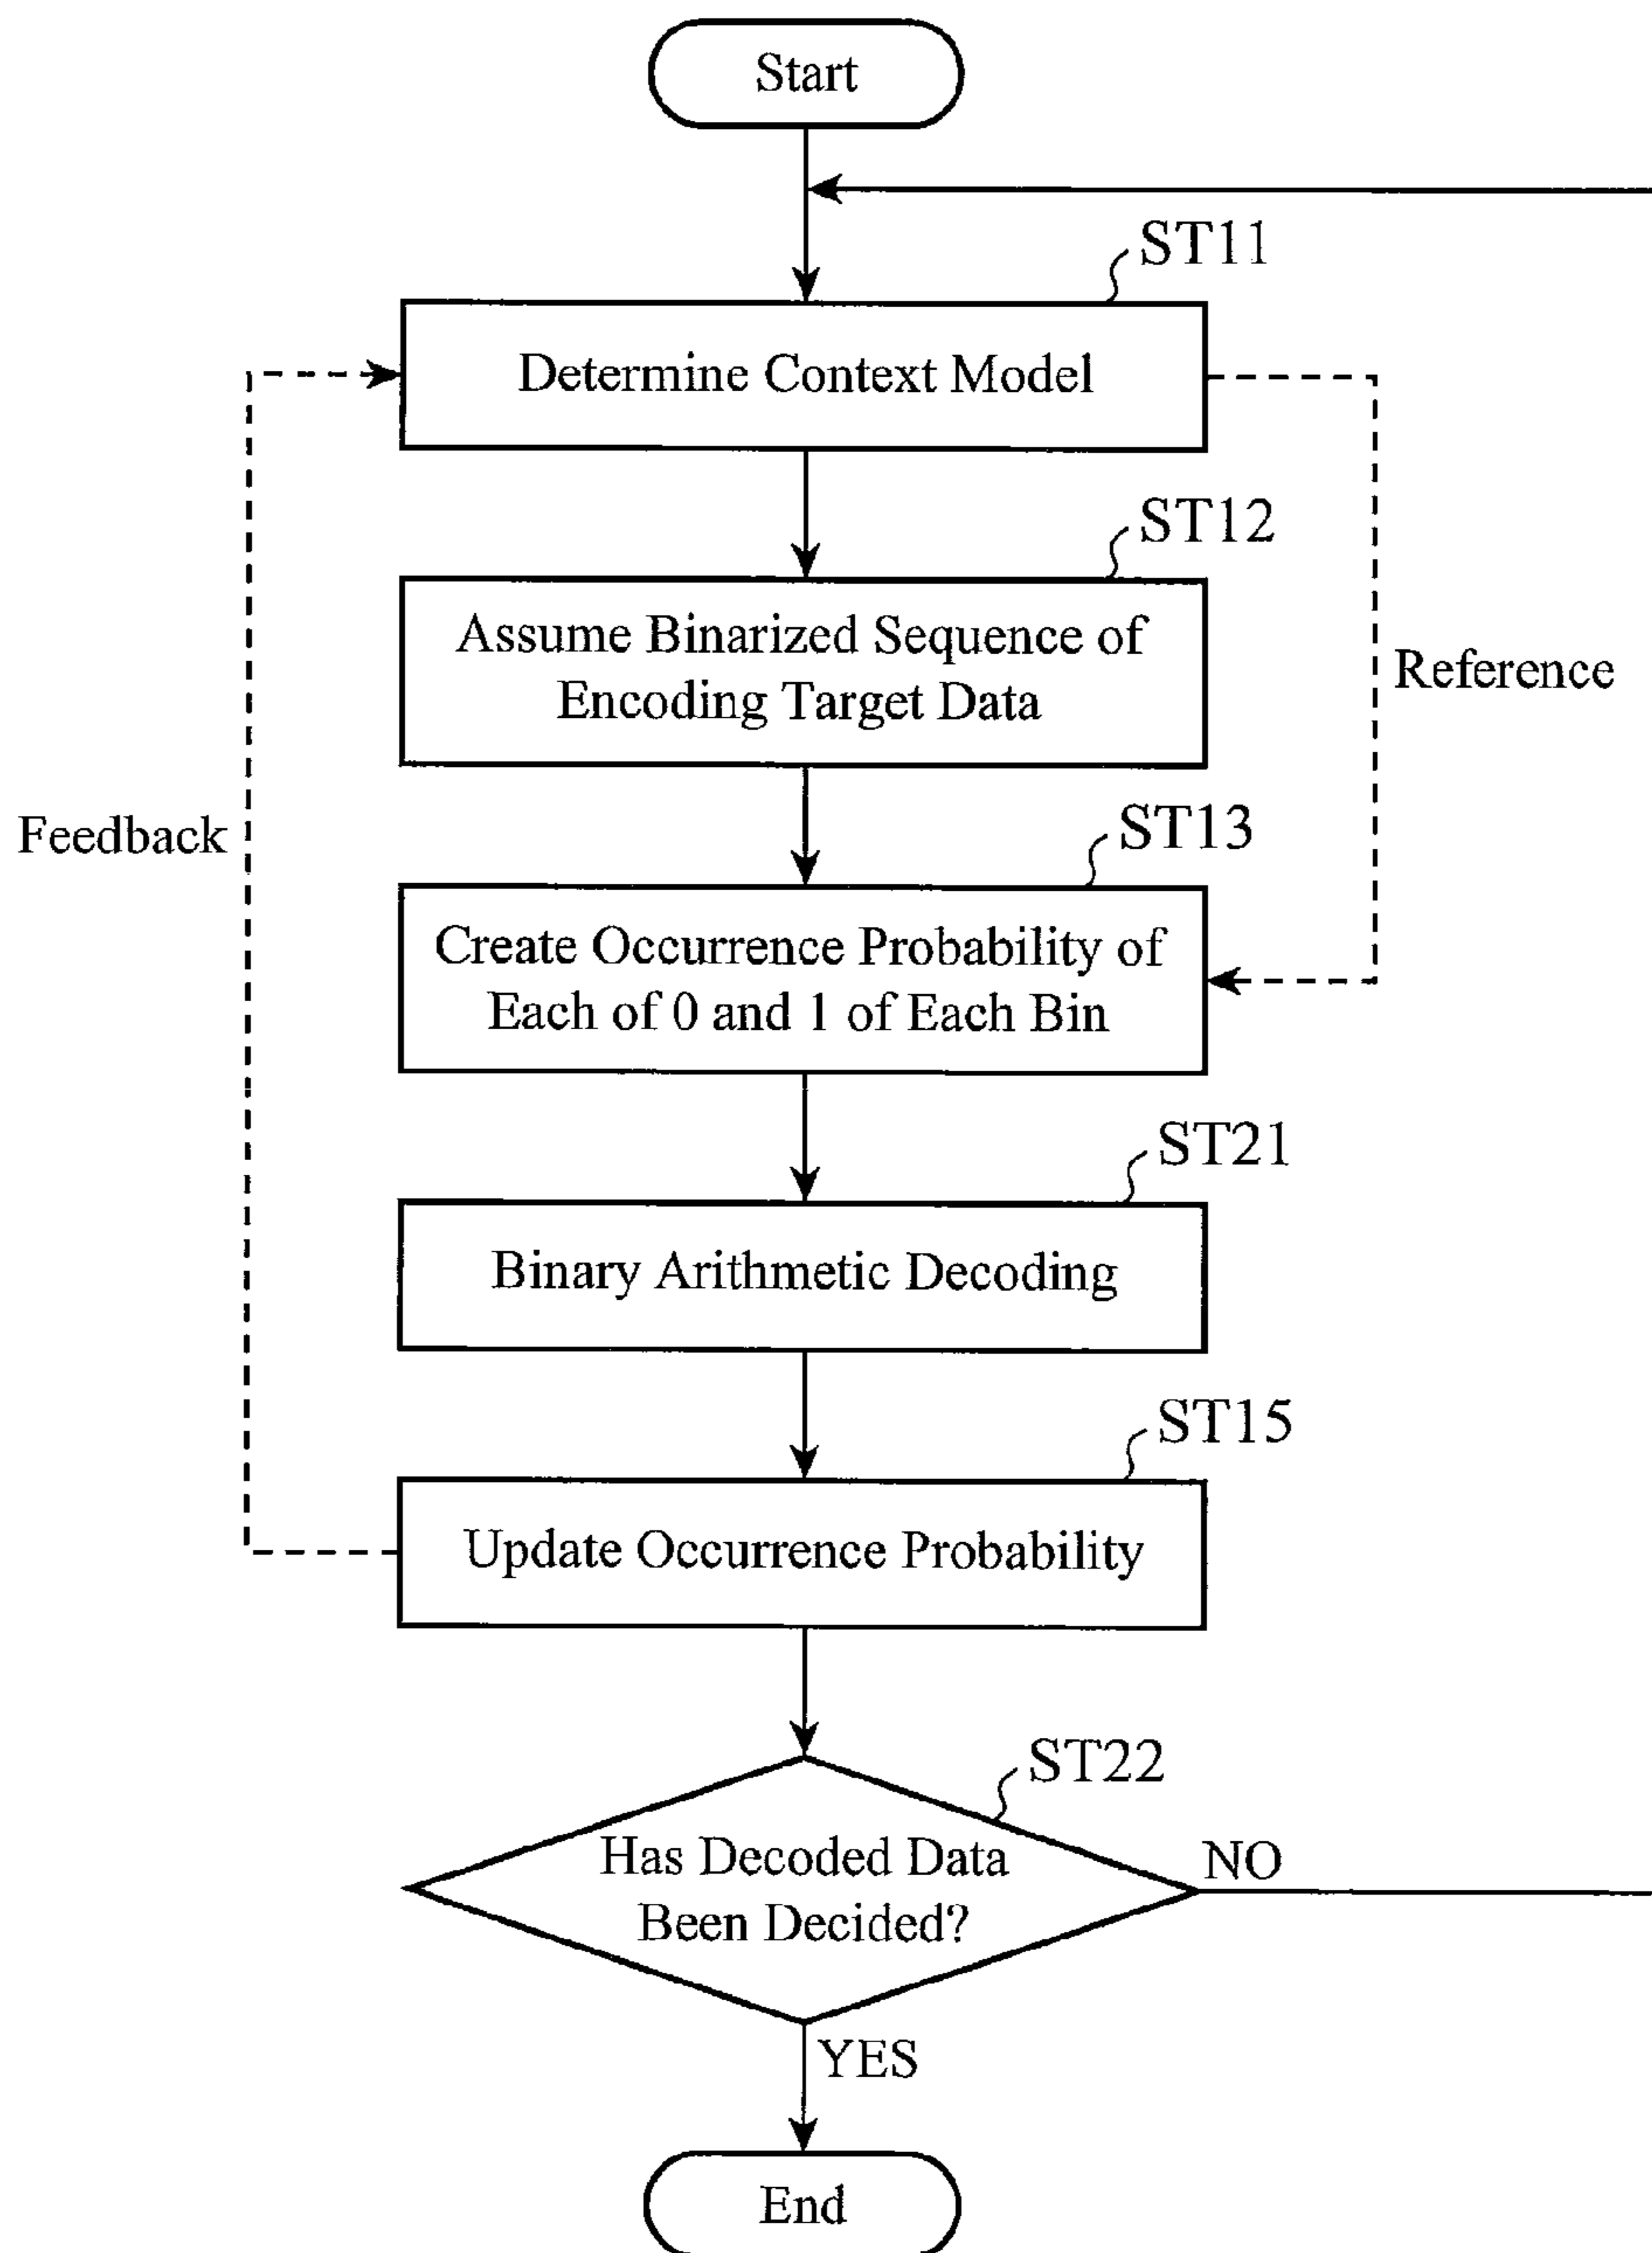 Start
ST11
Determine Context Model
ST12
Assume Binarized Sequence of
Encoding Target Data
Reference
Feedback
ST13
Create Occurrence Probability of
Each of 0 and 1 of Each Bin
ST21
Binary Arithmetic Decoding
ST15
Update Occurrence Probability
ST22
Has Decoded Data
Been Decided?
NO
YES
End